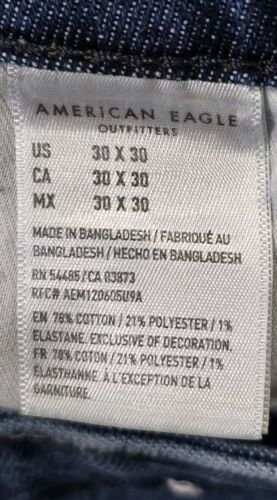 AMERICAN EAGLE
OUTFITTERS
US 30 X 30
CA 30 X 30
MX 30 X 30
MADE IN BANGLADESH / FABRIQUÉ AU
BANGLADESH / HECHO EN BANGLADESH
RN 54485/CA 03873
RFC# AEM120605U9A
EN 78% COTTON / 21% POLYESTER / 1%
ELASTANE. EXCLUSIVE OF DECORATION.
FR 78% COTON / 21% POLYESTER / 1%
ÉLASTHANNE. À L'EXCEPTION DE LA
GARNITURE.